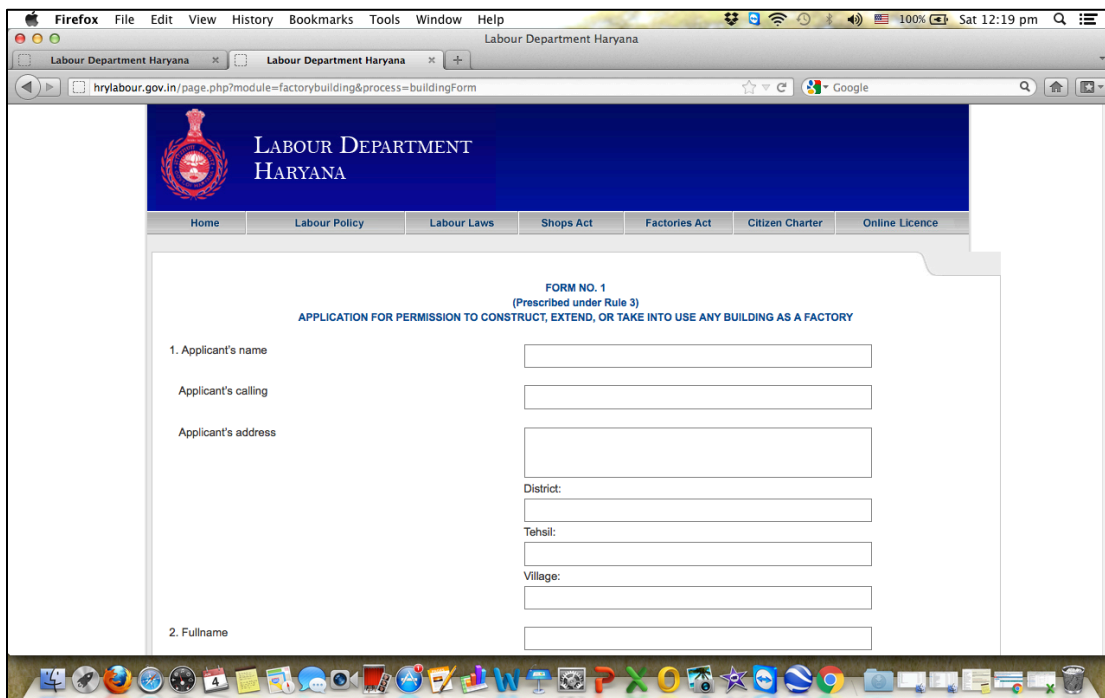 Firefox File Edit View History Bookmarks Tools Window Help 100% Sat 12:19 pm
Labour Department Haryana
Labour Department Haryana Labour Department Haryana
hrylabour.gov.in/page.php?module=factorybuilding&process=buildingForm Google
LABOUR DEPARTMENT
HARYANA
Home Labour Policy Labour Laws Shops Act Factories Act Citizen Charter Online Licence
FORM NO. 1
(Prescribed under Rule 3)
APPLICATION FOR PERMISSION TO CONSTRUCT, EXTEND, OR TAKE INTO USE ANY BUILDING AS A FACTORY
1. Applicant's name
Applicant's calling
Applicant's address
District:
Tehsil:
Village:
2. Fullname